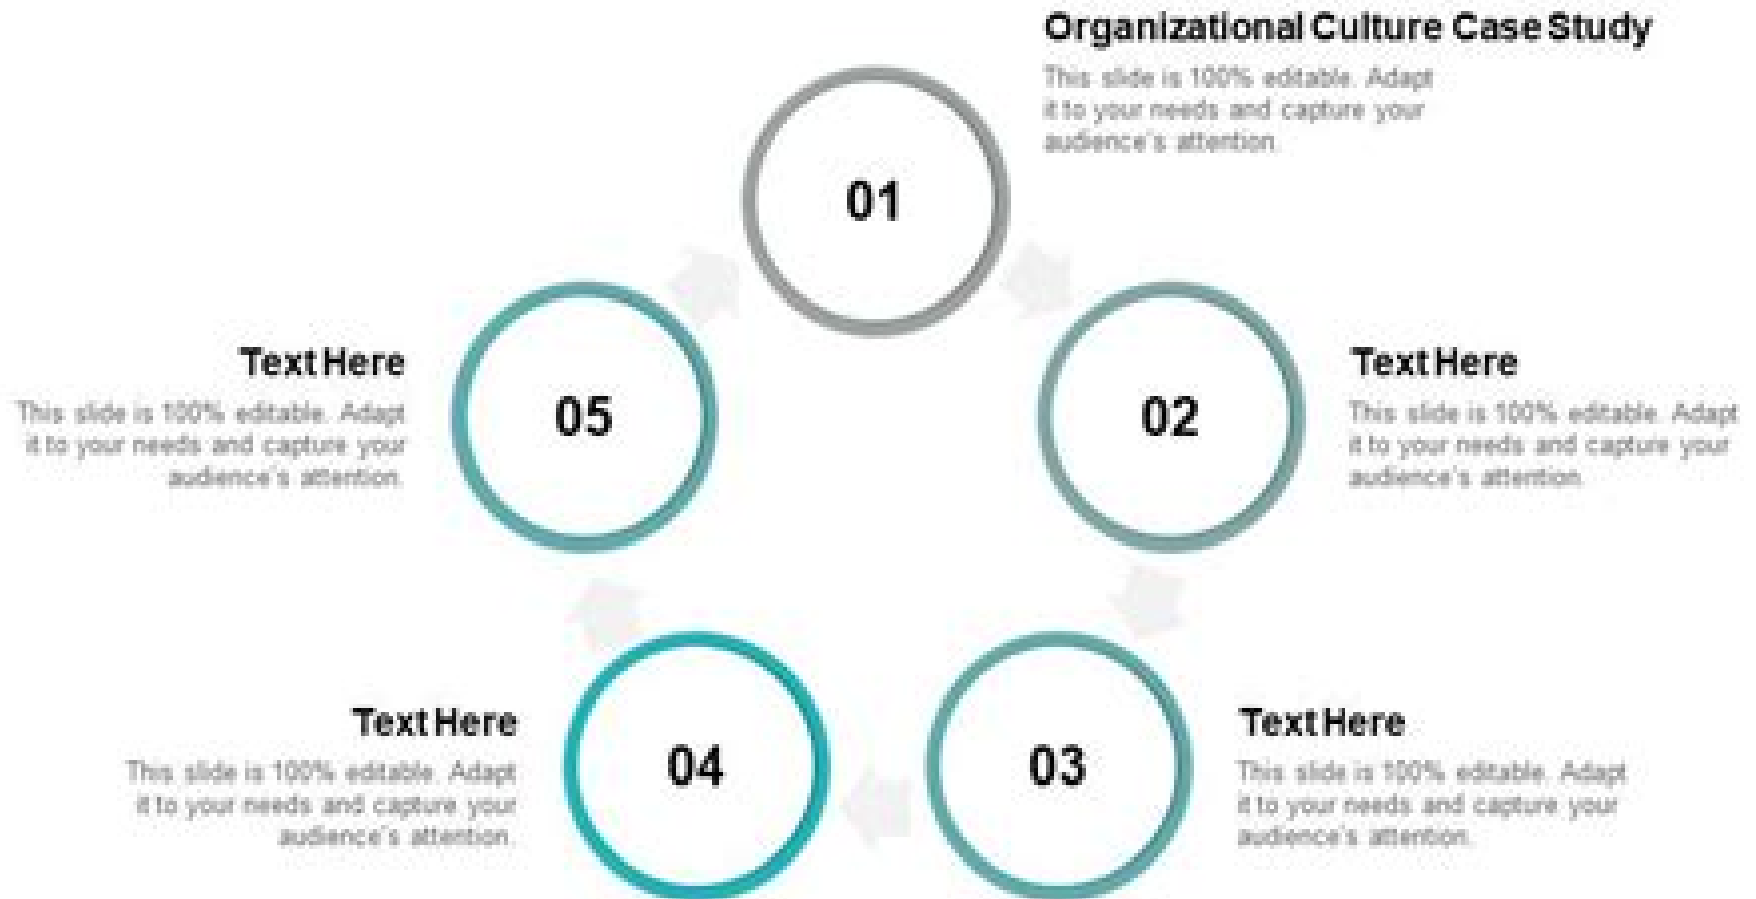 Organizational Culture Case Study
This slide is 100% editable. Adapt
it to your needs and capture your
audience's attention.
01
05
02
Text Here
This slide is 100% editable. Adapt
it to your needs and capture your
audience's attention.
Text Here
This slide is 100% editable. Adapt
it to your needs and capture your
audience's attention.
04
03
Text Here
This slide is 100% editable. Adapt
it to your needs and capture your
audience's attention.
Text Here
This slide is 100% editable. Adapt
it to your needs and capture your
audience's attention.